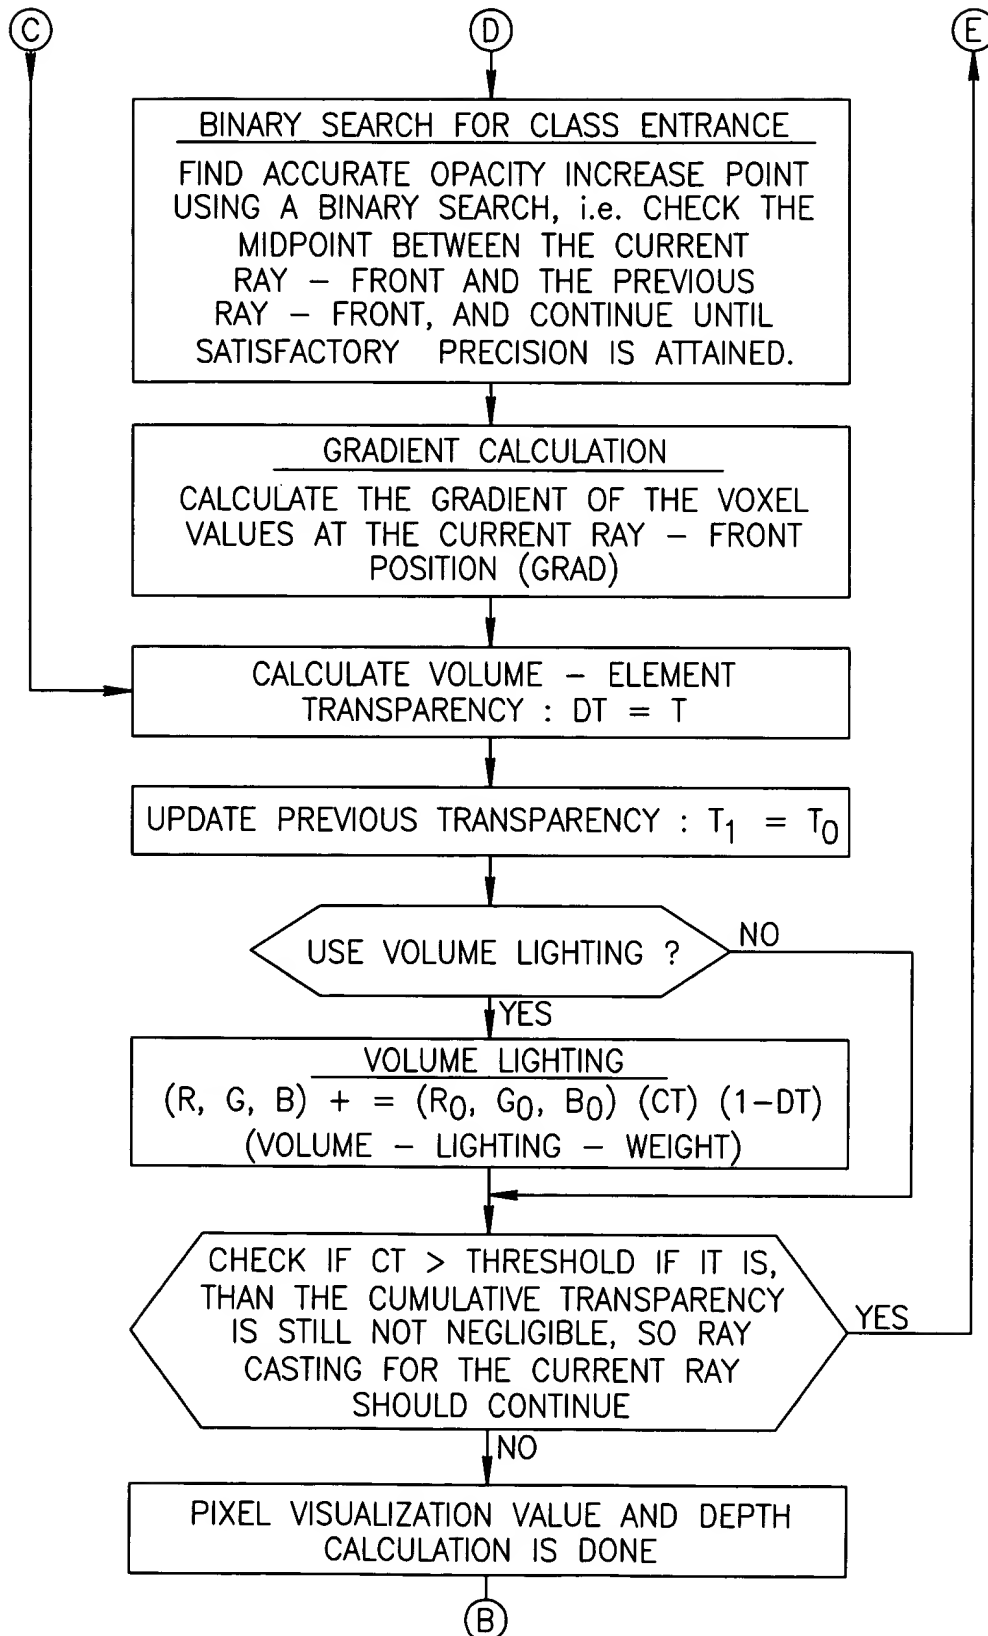 C
D
E
BINARY SEARCH FOR CLASS ENTRANCE
FIND ACCURATE OPACITY INCREASE POINT
USING A BINARY SEARCH, i.e. CHECK THE
MIDPOINT BETWEEN THE CURRENT
RAY – FRONT AND THE PREVIOUS
RAY – FRONT, AND CONTINUE UNTIL
SATISFACTORY PRECISION IS ATTAINED.
GRADIENT CALCULATION
CALCULATE THE GRADIENT OF THE VOXEL
VALUES AT THE CURRENT RAY – FRONT
POSITION (GRAD)
CALCULATE VOLUME – ELEMENT
TRANSPARENCY : DT = T
UPDATE PREVIOUS TRANSPARENCY : T1 = T0
USE VOLUME LIGHTING ?
NO
YES
VOLUME LIGHTING
(R, G, B) + = (R0, G0, B0) (CT) (1–DT)
(VOLUME – LIGHTING – WEIGHT)
CHECK IF CT > THRESHOLD IF IT IS,
THAN THE CUMULATIVE TRANSPARENCY
IS STILL NOT NEGLIGIBLE, SO RAY
CASTING FOR THE CURRENT RAY
SHOULD CONTINUE
YES
NO
PIXEL VISUALIZATION VALUE AND DEPTH
CALCULATION IS DONE
B